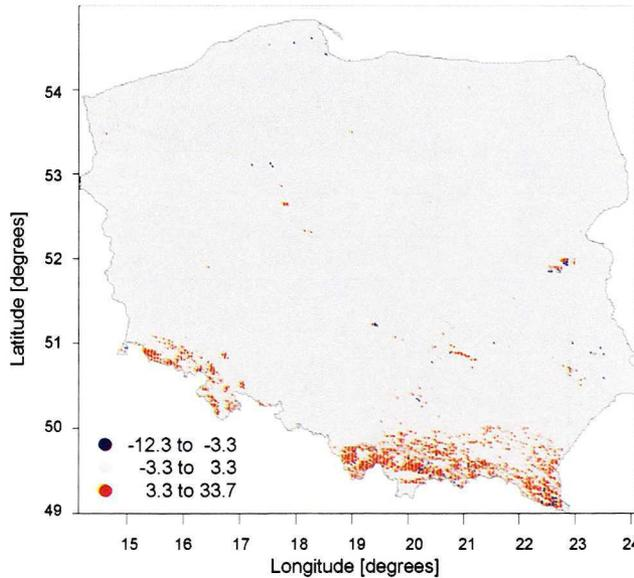 54
53
52
51
50
49
Latitude [degrees]
-12.3 to -3.3
-3.3 to 3.3
3.3 to 33.7
15 16 17 18 19 20 21 22 23 24
Longitude [degrees]